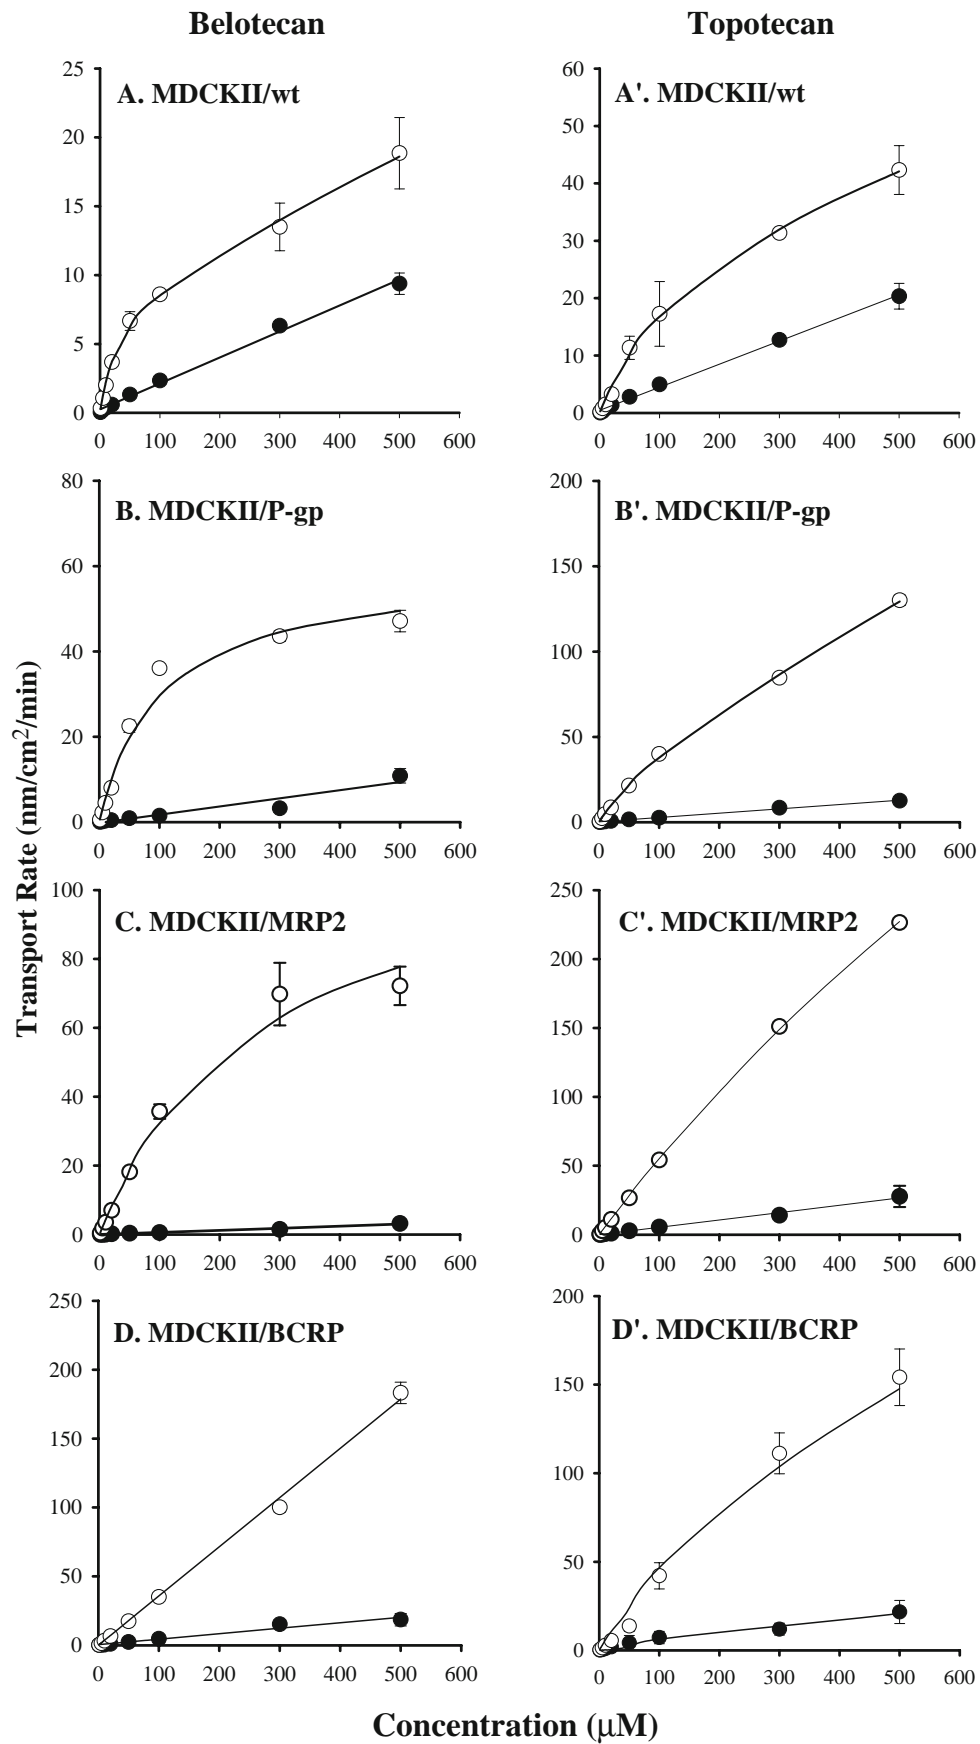 Belotecan
Topotecan
Transport Rate (nm/cm²/min)
A. MDCKII/wt
25
20
15
10
5
0
0 100 200 300 400 500 600
A'. MDCKII/wt
60
50
40
30
20
10
0
0 100 200 300 400 500 600
B. MDCKII/P-gp
80
60
40
20
0
0 100 200 300 400 500 600
B'. MDCKII/P-gp
200
150
100
50
0
0 100 200 300 400 500 600
C. MDCKII/MRP2
100
80
60
40
20
0
0 100 200 300 400 500 600
C'. MDCKII/MRP2
250
200
150
100
50
0
0 100 200 300 400 500 600
D. MDCKII/BCRP
250
200
150
100
50
0
0 100 200 300 400 500 600
D'. MDCKII/BCRP
200
150
100
50
0
0 100 200 300 400 500 600
Concentration (μM)